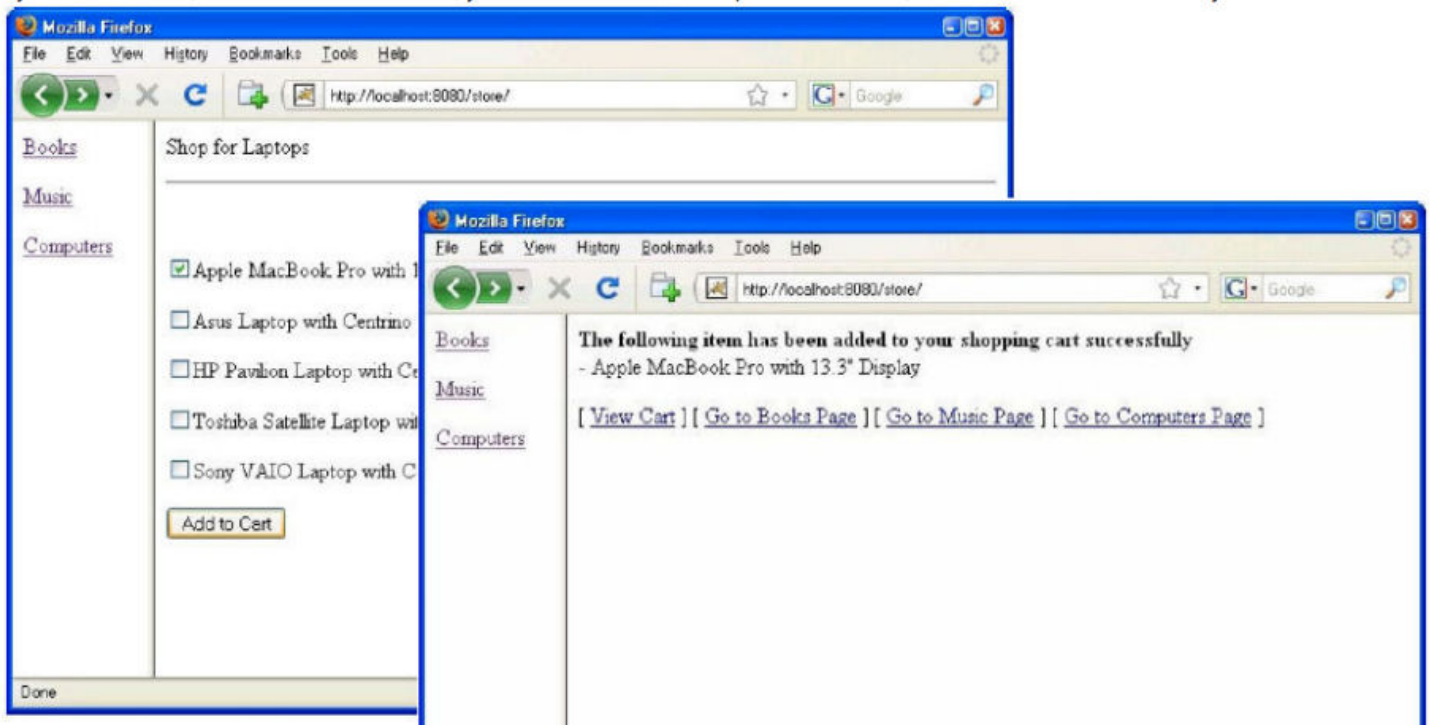 Mozilla Firefox
File Edit View History Bookmarks Tools Help
http://localhost:8080/store/
Google
Books
Music
Computers
Shop for Laptops
Apple MacBook Pro with 1
Asus Laptop with Centrino
HP Pavilion Laptop with Ce
Toshiba Satellite Laptop wit
Sony VAIO Laptop with C
Add to Cart
Done
Mozilla Firefox
File Edit View History Bookmarks Tools Help
http://localhost:8080/store/
Google
Books
Music
Computers
The following item has been added to your shopping cart successfully
- Apple MacBook Pro with 13.3" Display
[ View Cart ] [ Go to Books Page ] [ Go to Music Page ] [ Go to Computers Page ]